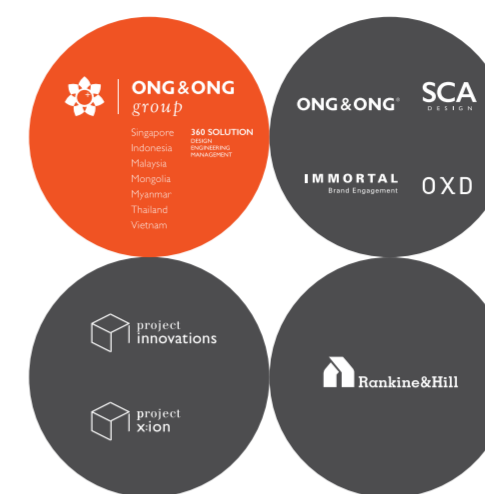 ONG&ONG
group
Singapore
Indonesia
Malaysia
Mongolia
Myanmar
Thailand
Vietnam
360 SOLUTION
DESIGN
ENGINEERING
MANAGEMENT
ONG&ONG®
SCA
DESIGN
IMMORTAL
Brand Engagement
OXD
project
innovations
project
x:ion
Rankine&Hill